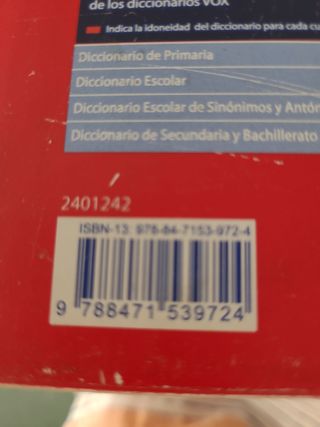 de los diccionarios VOX
Indica la idoneidad del diccionario para cada
Diccionario de Primaria
Diccionario Escolar
Diccionario Escolar de Sinónimos y
Diccionario de Secundaria y Bachillerato
2401242
ISBN-13: 978-84-7153-972-4
9 788471 539724